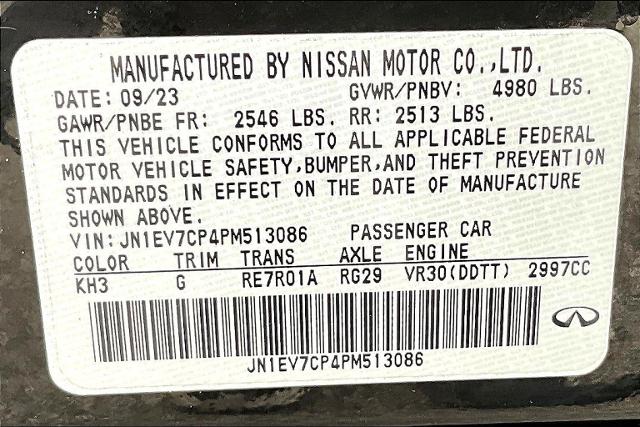 MANUFACTURED BY NISSAN MOTOR CO.,LTD.
DATE: 09/23 GVWR/PNBV: 4980 LBS.
GAWR/PNBE FR: 2546 LBS. RR: 2513 LBS.
THIS VEHICLE CONFORMS TO ALL APPLICABLE FEDERAL
MOTOR VEHICLE SAFETY,BUMPER,AND THEFT PREVENTION
STANDARDS IN EFFECT ON THE DATE OF MANUFACTURE
SHOWN ABOVE.
VIN: JN1EV7CP4PM513086 PASSENGER CAR
COLOR TRIM TRANS AXLE ENGINE
KH3 G RE7R01A RG29 VR30(DDTT) 2997CC
JN1EV7CP4PM513086